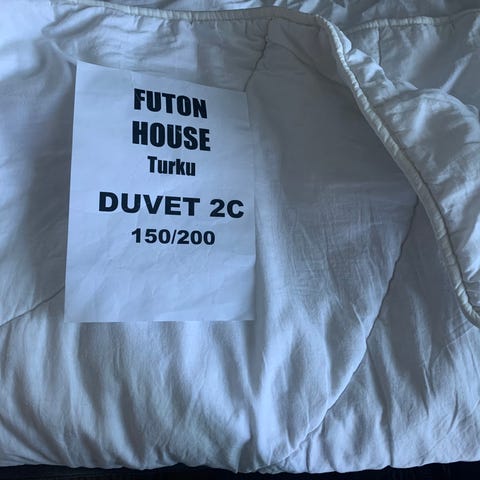 FUTON
HOUSE
Turku
DUVET 2C
150/200